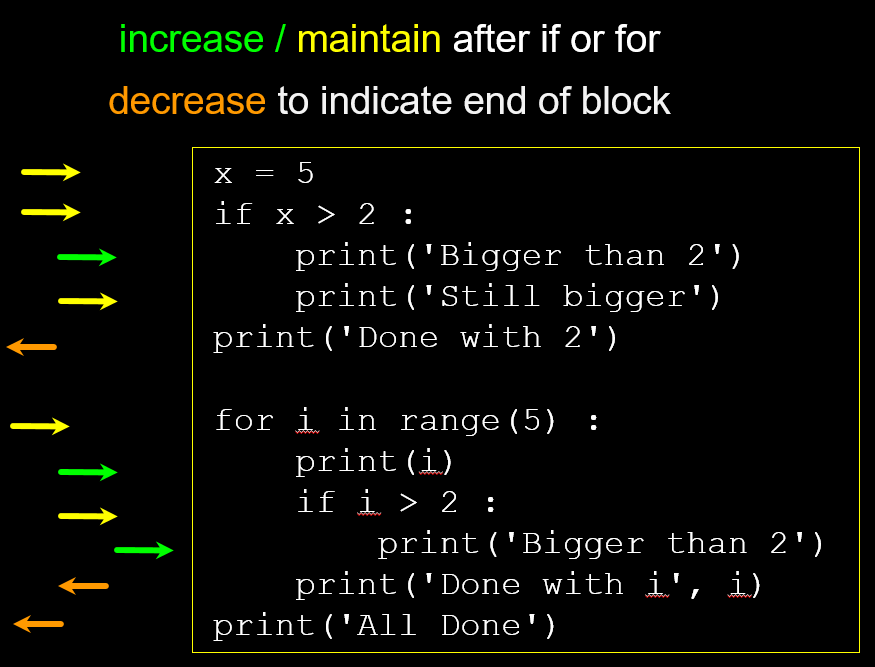 increase / maintain after if or for
decrease to indicate end of block
x = 5
if x > 2 :
    print('Bigger than 2')
    print('Still bigger')
print('Done with 2')

for i in range(5) :
    print(i)
    if i > 2 :
        print('Bigger than 2')
    print('Done with i', i)
print('All Done')